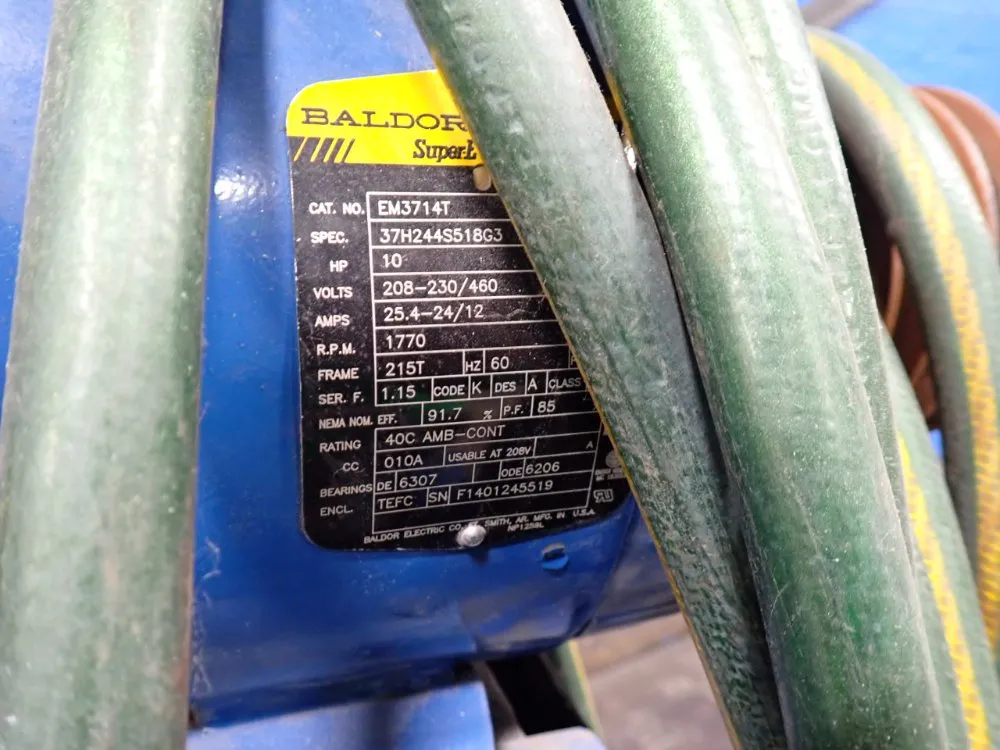 BALDOR
Super-E
CAT. NO. EM3714T
SPEC. 37H244S518G3
HP 10
VOLTS 208-230/460
AMPS 25.4-24/12
R.P.M. 1770
FRAME 215T HZ 60
SER. F. 1.15 CODE K DES A CLASS
NEMA NOM. EFF. 91.7 % P.F. 85
RATING 40C AMB-CONT
CC 010A USABLE AT 208V A
BEARINGS DE 6307 ODE 6206
ENCL. TEFC SN F1401245519
BALDOR ELECTRIC CO. SMITH, AR. MFG. IN U.S.A.
NP1259L